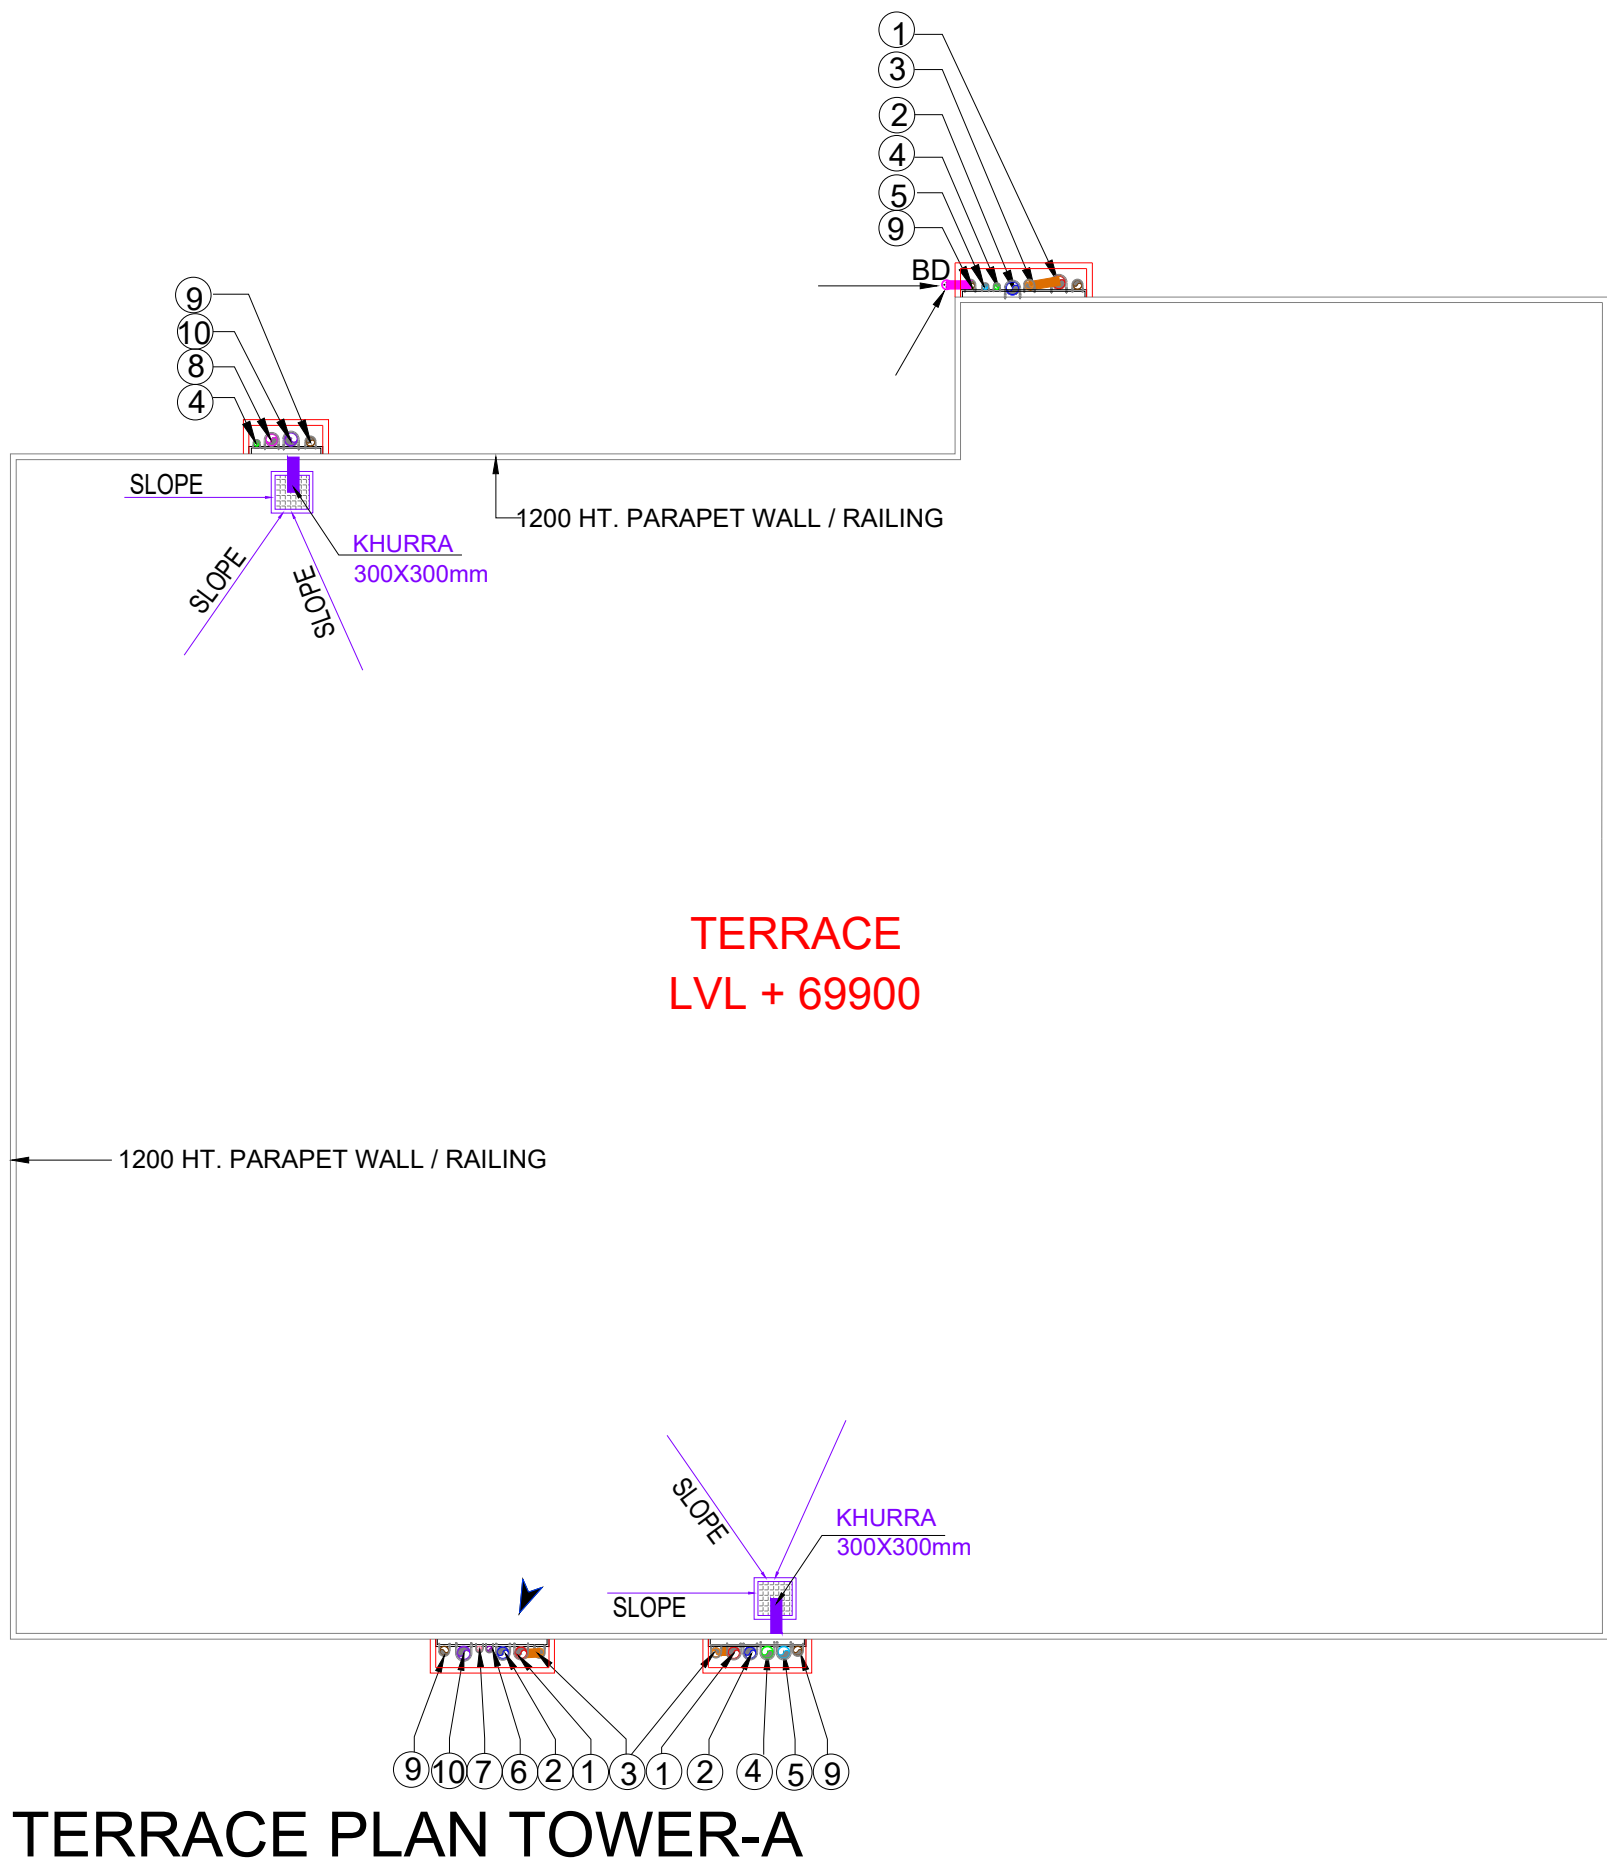 1
3
2
4
5
9
BD
9
10
8
4
SLOPE
SLOPE
SLOPE
KHURRA
300X300mm
1200 HT. PARAPET WALL / RAILING
TERRACE
LVL + 69900
1200 HT. PARAPET WALL / RAILING
SLOPE
KHURRA
300X300mm
SLOPE
9 10 7 6 2 1 3 1 2 4 5 9
TERRACE PLAN TOWER-A